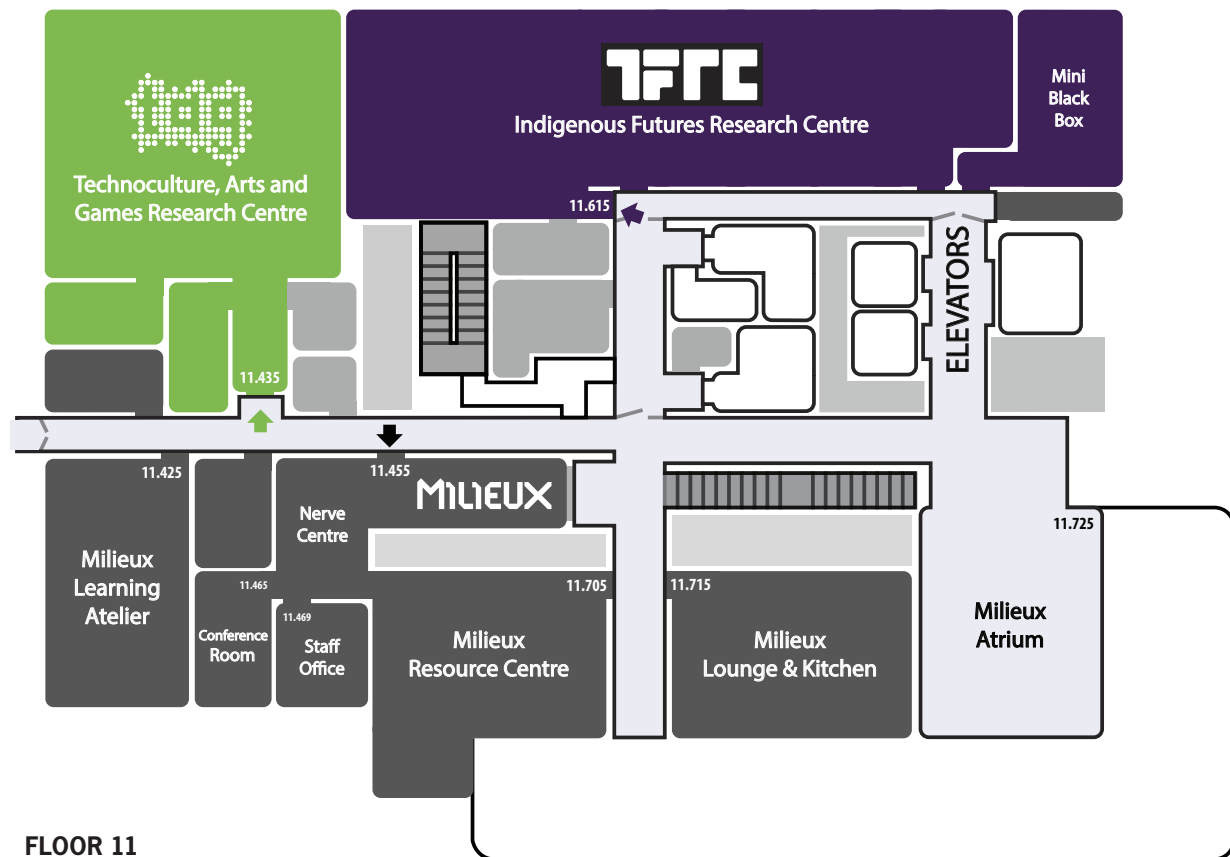 TAG
Technoculture, Arts and
Games Research Centre
IFRC
Indigenous Futures Research Centre
Mini
Black
Box
11.615
ELEVATORS
11.435
11.425
11.455
MILIEUX
Nerve
Centre
11.725
Milieux
Learning
Atelier
11.465
11.705
11.715
Conference
Room
11.469
Staff
Office
Milieux
Resource Centre
Milieux
Lounge & Kitchen
Milieux
Atrium
FLOOR 11